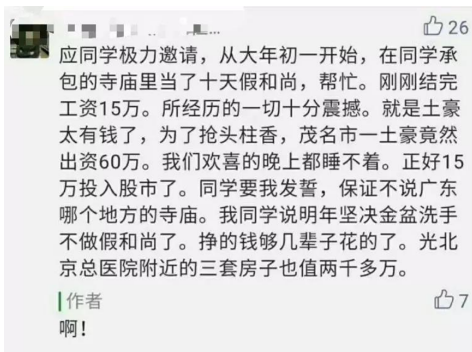 26
应同学极力邀请，从大年初一开始，在同学承
包的寺庙里当了十天假和尚，帮忙。刚刚结完
工资15万。所经历的一切十分震撼。就是土豪
太有钱了，为了抢头柱香，茂名市一土豪竟然
出资60万。我们欢喜的晚上都睡不着。正好15
万投入股市了。同学要我发誓，保证不说广东
哪个地方的寺庙。我同学说明年坚决金盆洗手
不做假和尚了。挣的钱够几辈子花的了。光北
京总医院附近的三套房子也值两千多万。
作者
7
啊！